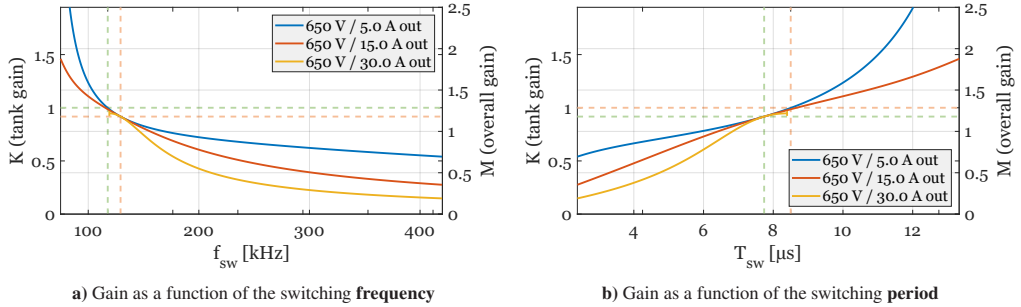 650 V / 5.0 A out
650 V / 15.0 A out
650 V / 30.0 A out
K (tank gain)
0
0.5
1
1.5
M (overall gain)
0
0.5
1
1.5
2
2.5
100
200
300
400
f_sw [kHz]
a) Gain as a function of the switching frequency
650 V / 5.0 A out
650 V / 15.0 A out
650 V / 30.0 A out
K (tank gain)
0
0.5
1
1.5
M (overall gain)
0
0.5
1
1.5
2
2.5
4
6
8
10
12
T_sw [µs]
b) Gain as a function of the switching period